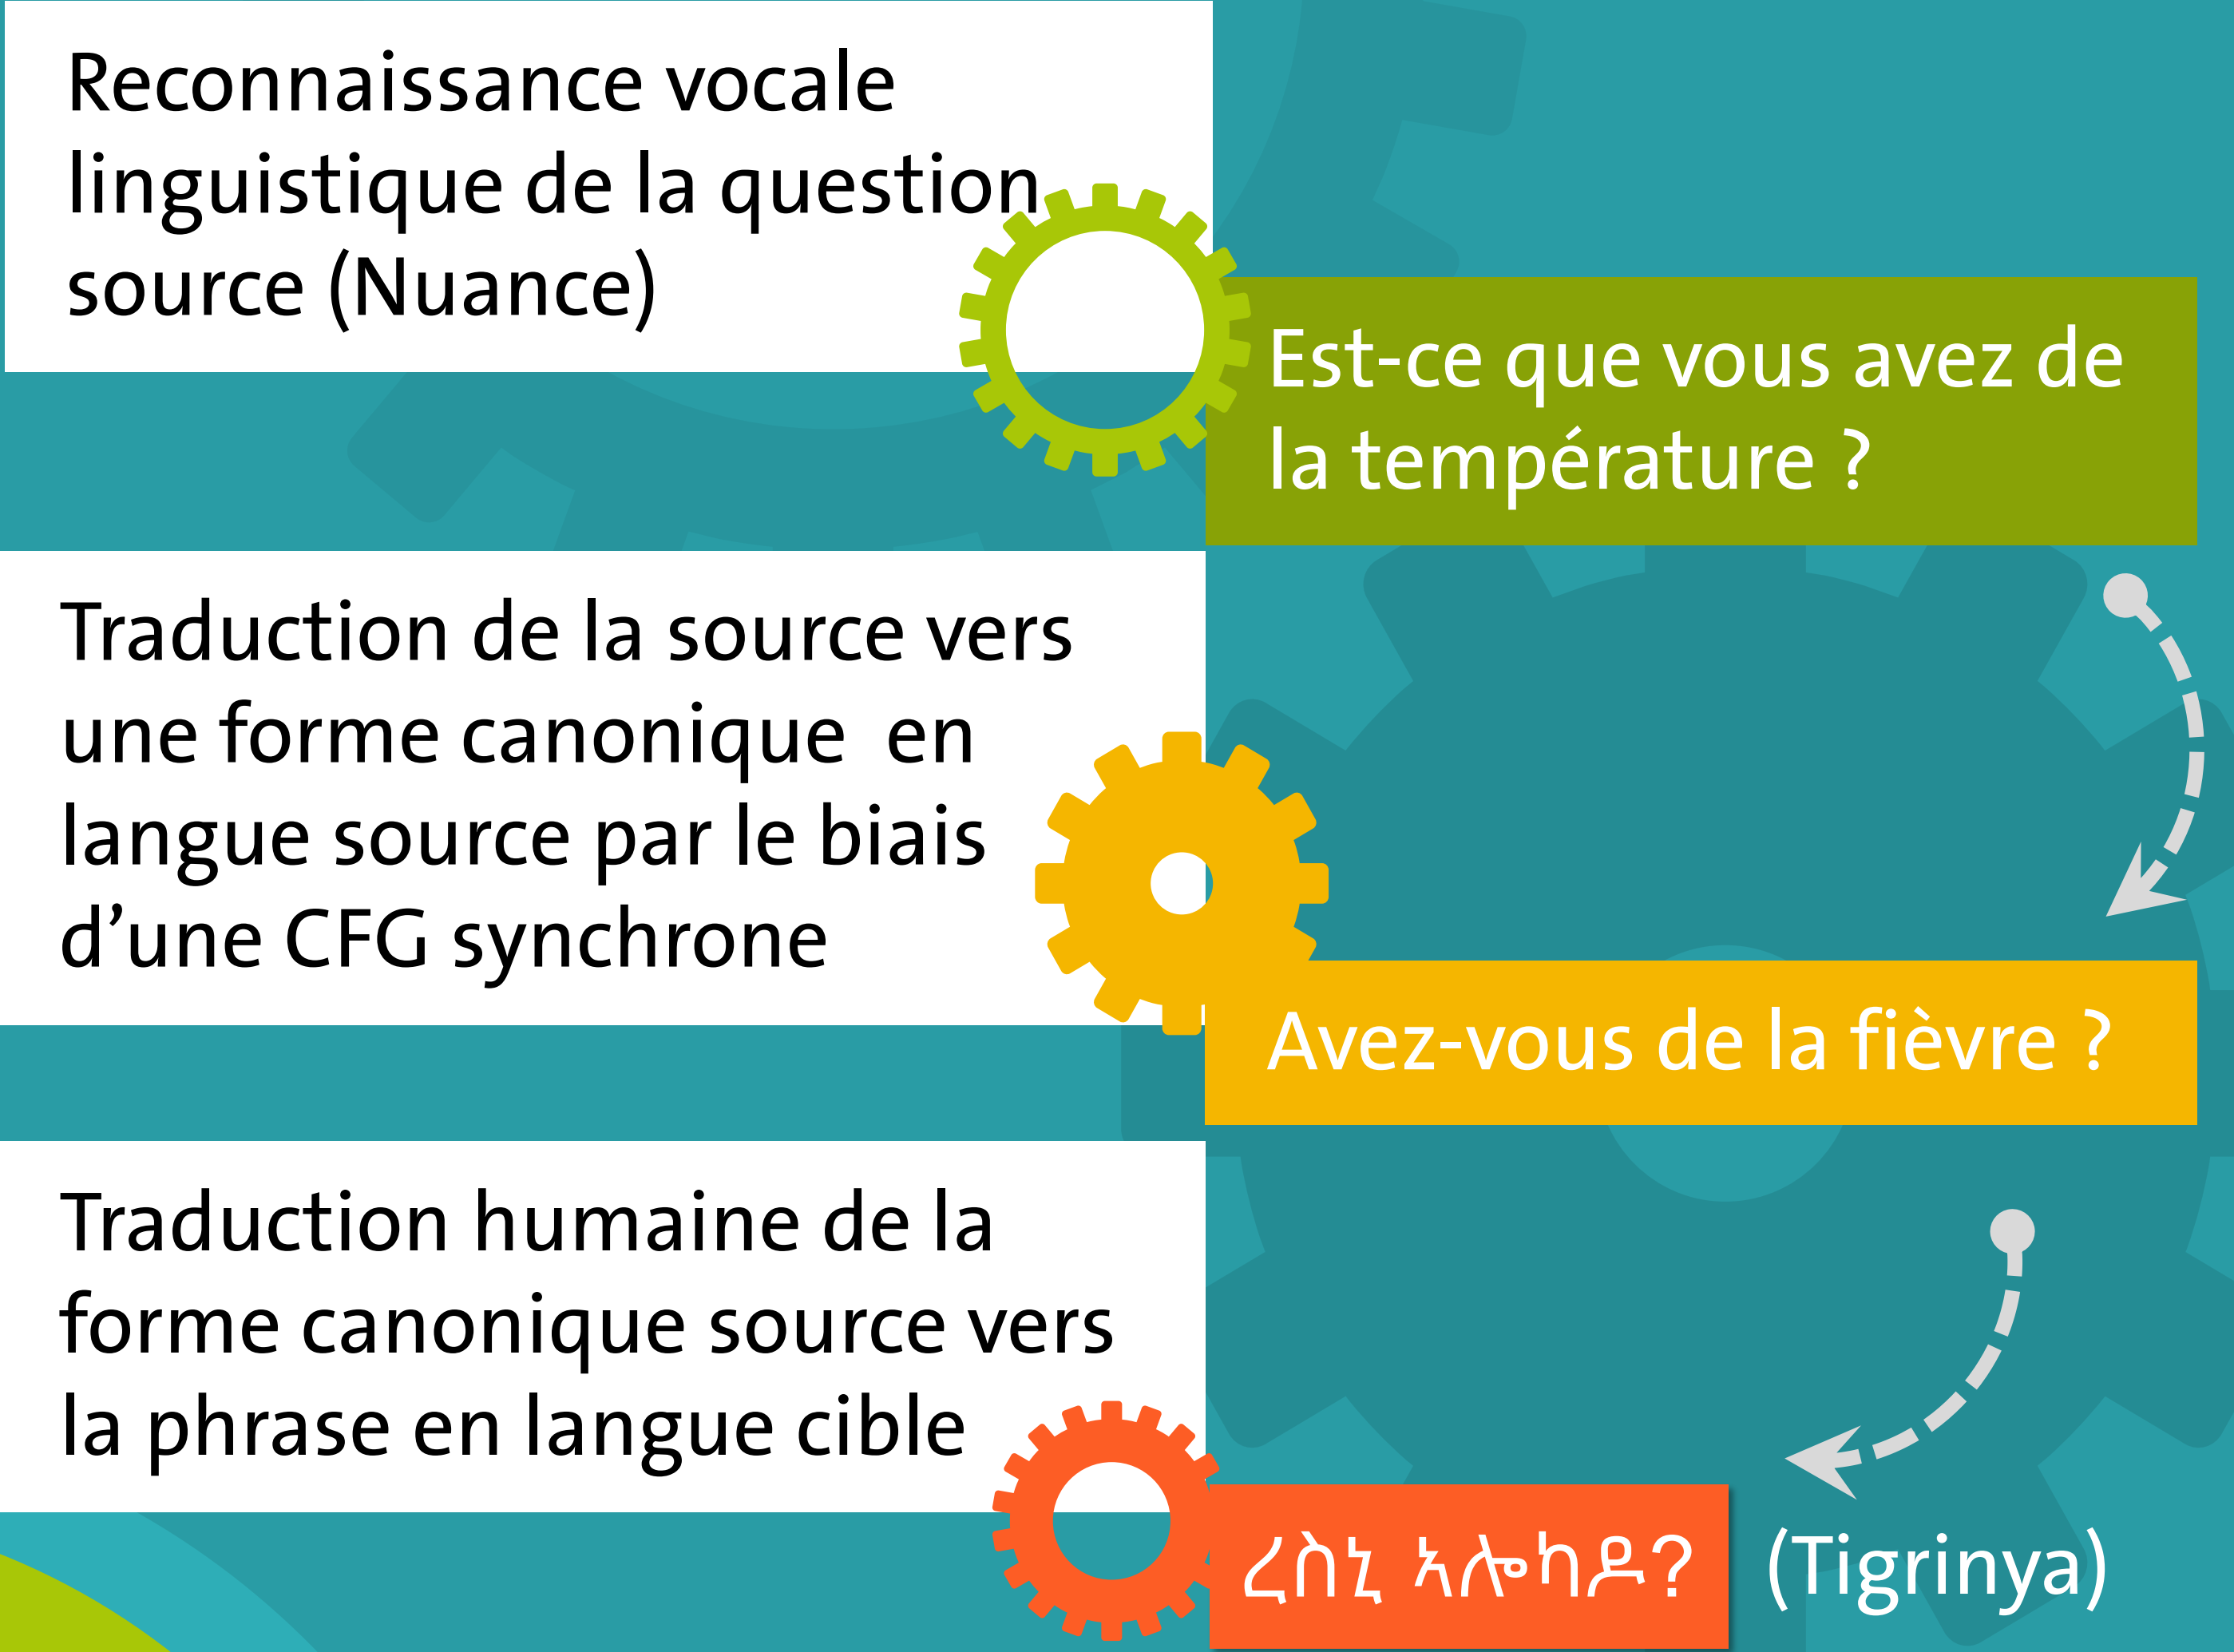 Reconnaissance vocale
linguistique de la question
source (Nuance)
Est-ce que vous avez de
la température ?
Traduction de la source vers
une forme canonique en
langue source par le biais
d’une CFG synchrone
Avez-vous de la fièvre ?
Traduction humaine de la
forme canonique source vers
la phrase en langue cible
ረስኒ ኣሎካዶ? (Tigrinya)